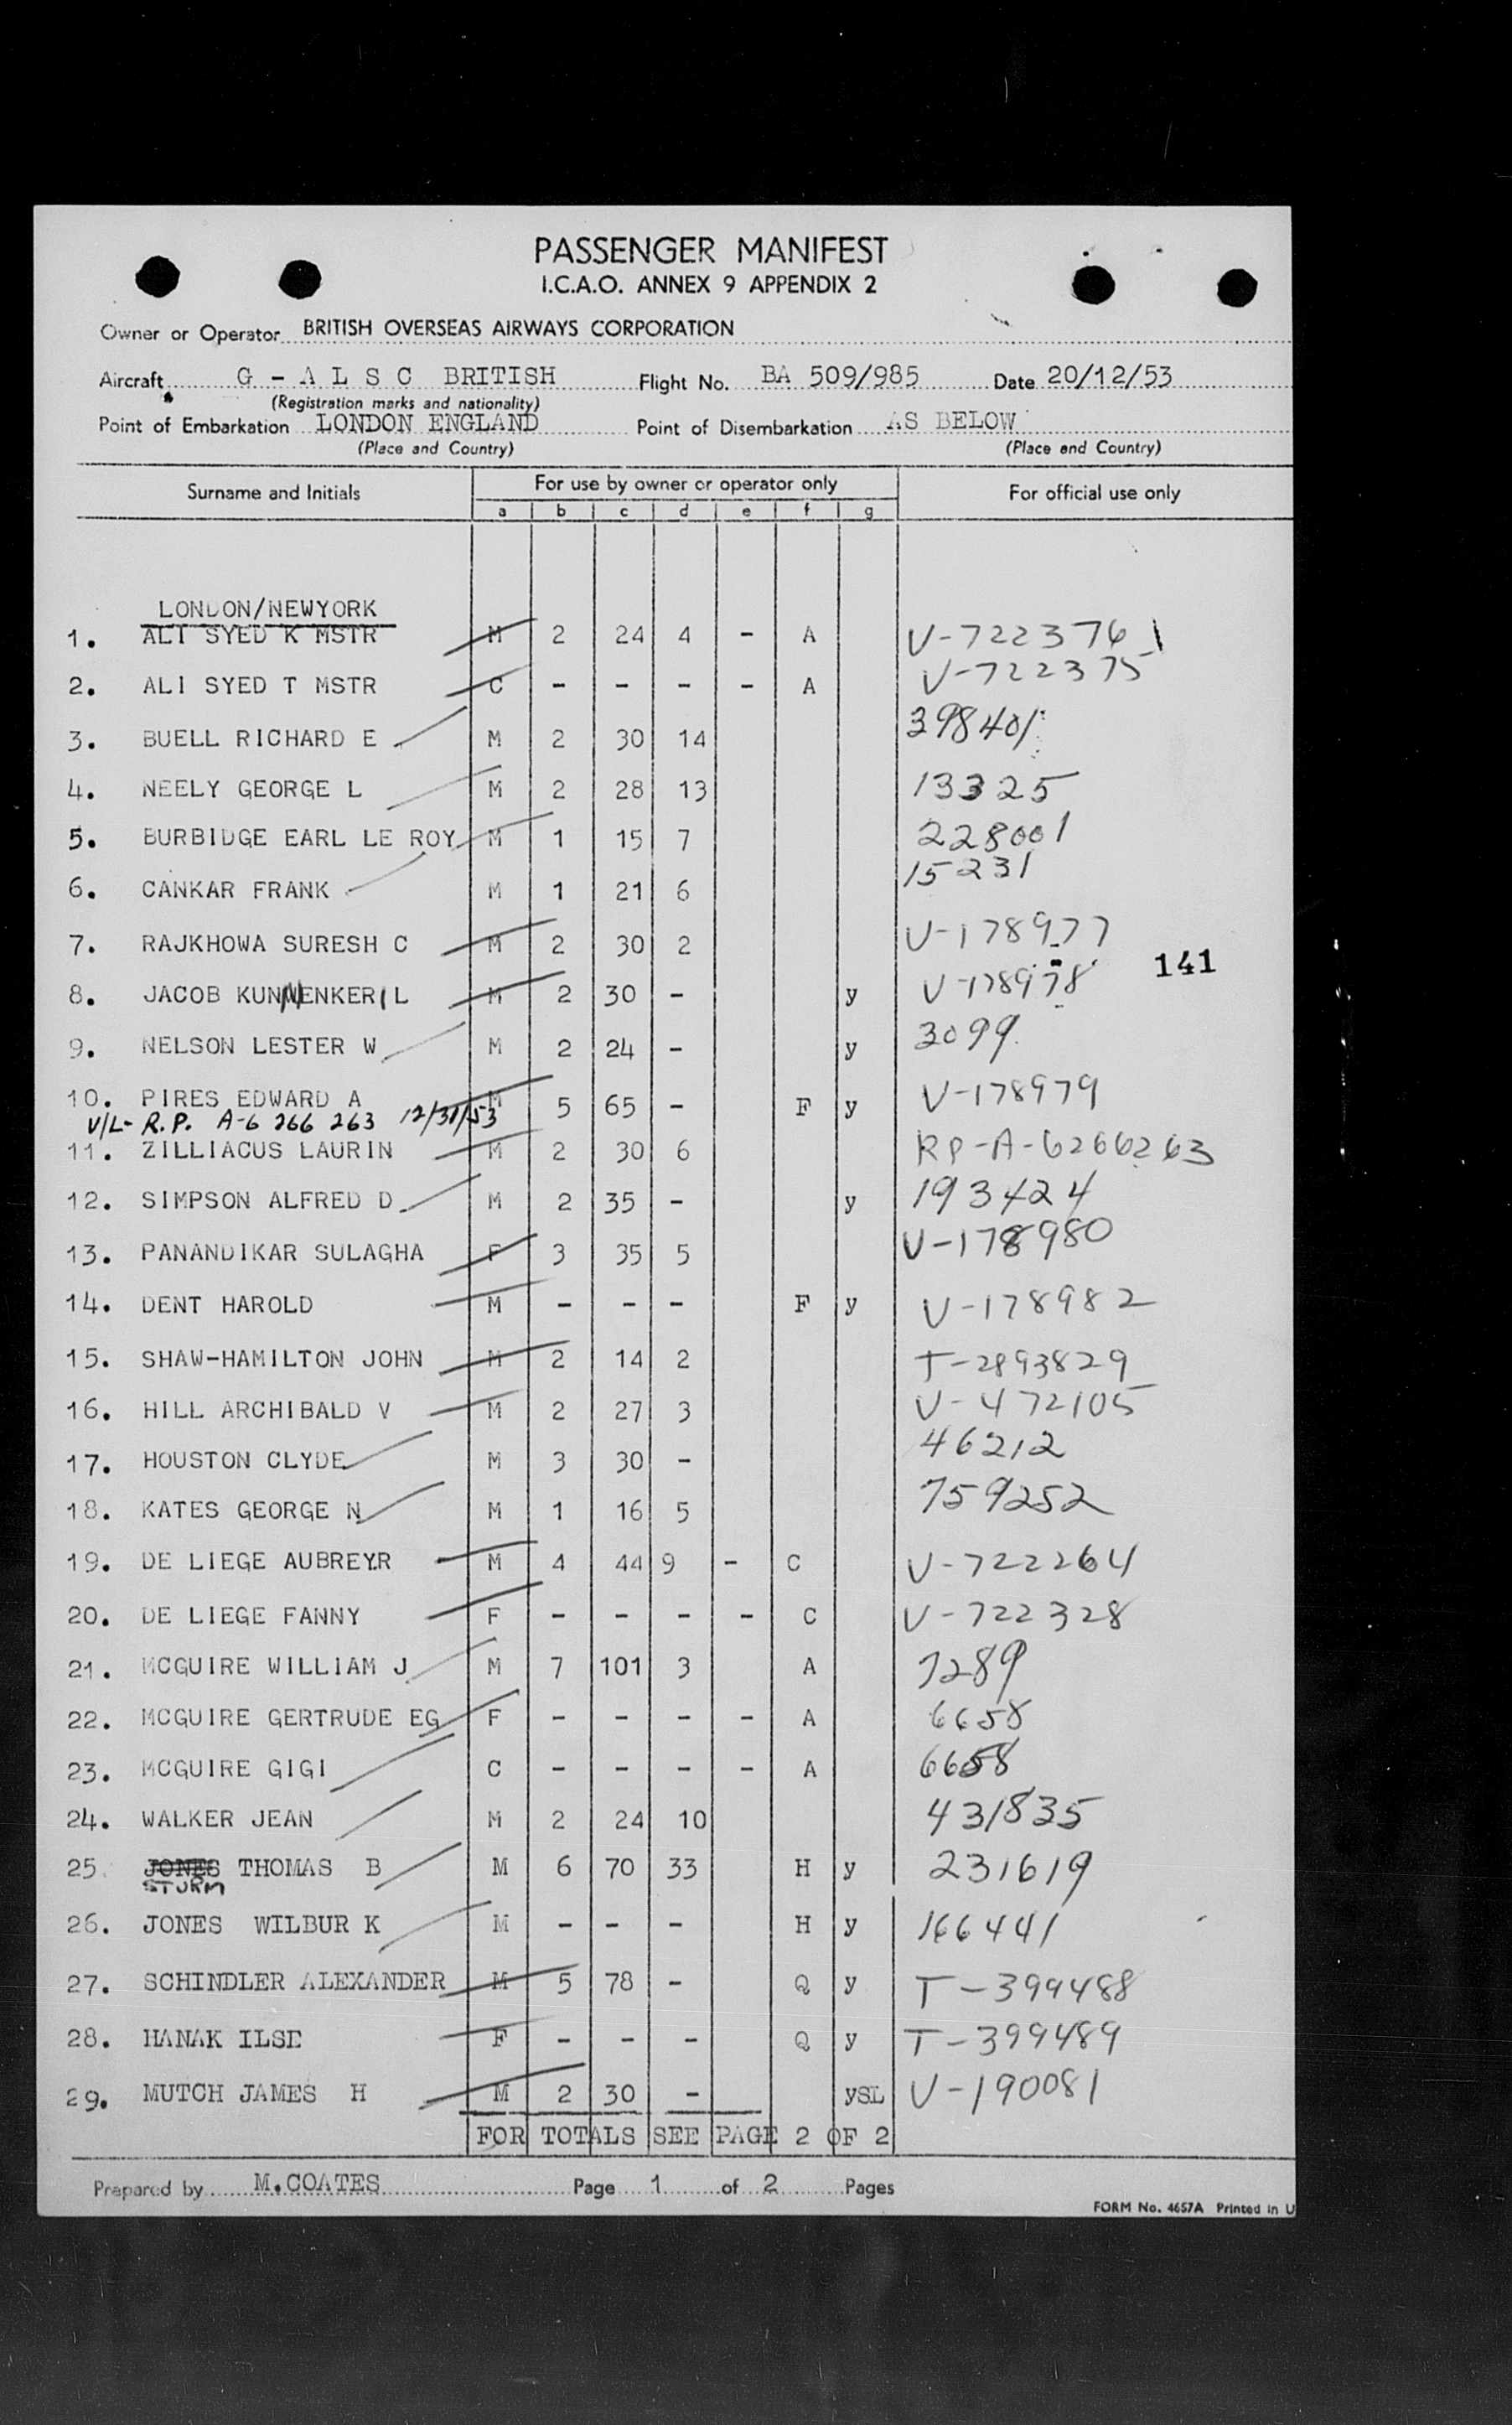 PASSENGER MANIFEST
I.C.A.O. ANNEX 9 APPENDIX 2
Owner or Operator BRITISH OVERSEAS AIRWAYS CORPORATION
Aircraft G - A L S C BRITISH Flight No. BA 509/985 Date 20/12/53
(Registration marks and nationality)
Point of Embarkation LONDON ENGLAND Point of Disembarkation AS BELOW
(Place and Country) (Place and Country)
Surname and Initials For use by owner or operator only For official use only
a b c d e f g
LONDON/NEWYORK
1. ALI SYED K MSTR M 2 24 4 - A V-722376
2. ALI SYED T MSTR C - - - - A V-722375
3. BUELL RICHARD E M 2 30 14 398401
4. NEELY GEORGE L M 2 28 13 13325
5. BURBIDGE EARL LE ROY M 1 15 7 228001
6. CANKAR FRANK M 1 21 6 15231
7. RAJKHOWA SURESH C M 2 30 2 V-178977
141
8. JACOB KUNNENKERIL M 2 30 - y V-178978
9. NELSON LESTER W M 2 24 - y 3099
10. PIRES EDWARD A M 5 65 - F y V-178979
V/L- R.P. A-6 266 263 12/31/53
11. ZILLIACUS LAURIN M 2 30 6 RP-A-6266263
12. SIMPSON ALFRED D M 2 35 - y 193424
13. PANANDIKAR SULAGHA F 3 35 5 V-178980
14. DENT HAROLD M - - - F y V-178982
15. SHAW-HAMILTON JOHN M 2 14 2 T-2893829
16. HILL ARCHIBALD V M 2 27 3 V-472105
17. HOUSTON CLYDE M 3 30 - 46212
18. KATES GEORGE N M 1 16 5 759252
19. DE LIEGE AUBREY.R M 4 44 9 - C V-722264
20. DE LIEGE FANNY F - - - - C V-722328
21. MCGUIRE WILLIAM J M 7 101 3 A 7289
22. MCGUIRE GERTRUDE EG F - - - - A 6658
23. MCGUIRE GIGI C - - - - A 6658
24. WALKER JEAN M 2 24 10 431835
25. JONES THOMAS B M 6 70 33 H y 231619
STURM
26. JONES WILBUR K M - - - H y 166441
27. SCHINDLER ALEXANDER M 5 78 - Q y T-399488
28. HANAK ILSE F - - - Q y T-399489
29. MUTCH JAMES H M 2 30 - ySL V-190081
FOR TOTALS SEE PAGE 2 OF 2
Prepared by M.COATES Page 1 of 2 Pages
FORM No. 4657A Printed in U